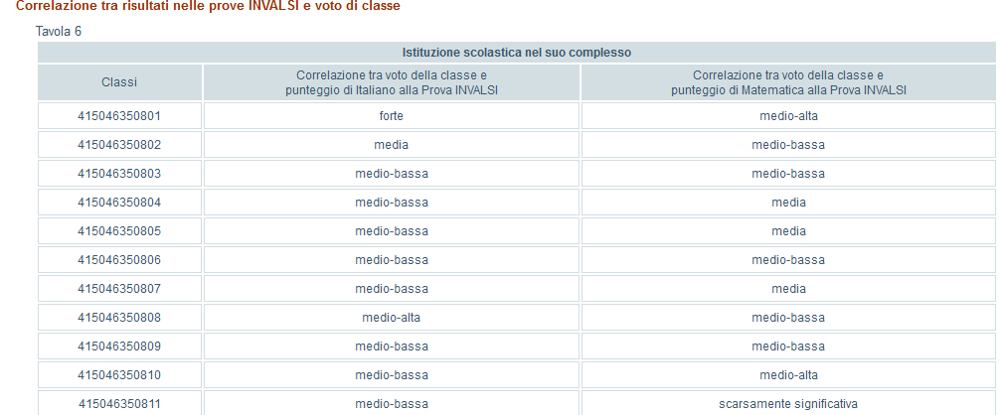 Correlazione tra risultati nelle prove INVALSI e voto di classe
Tavola 6
Istituzione scolastica nel suo complesso
Classi
Correlazione tra voto della classe e
punteggio di Italiano alla Prova INVALSI
Correlazione tra voto della classe e
punteggio di Matematica alla Prova INVALSI
415046350801 forte medio-alta
415046350802 media medio-bassa
415046350803 medio-bassa medio-bassa
415046350804 medio-bassa media
415046350805 medio-bassa media
415046350806 medio-bassa medio-bassa
415046350807 medio-bassa media
415046350808 medio-alta medio-bassa
415046350809 medio-bassa medio-bassa
415046350810 medio-bassa medio-alta
415046350811 medio-bassa scarsamente significativa